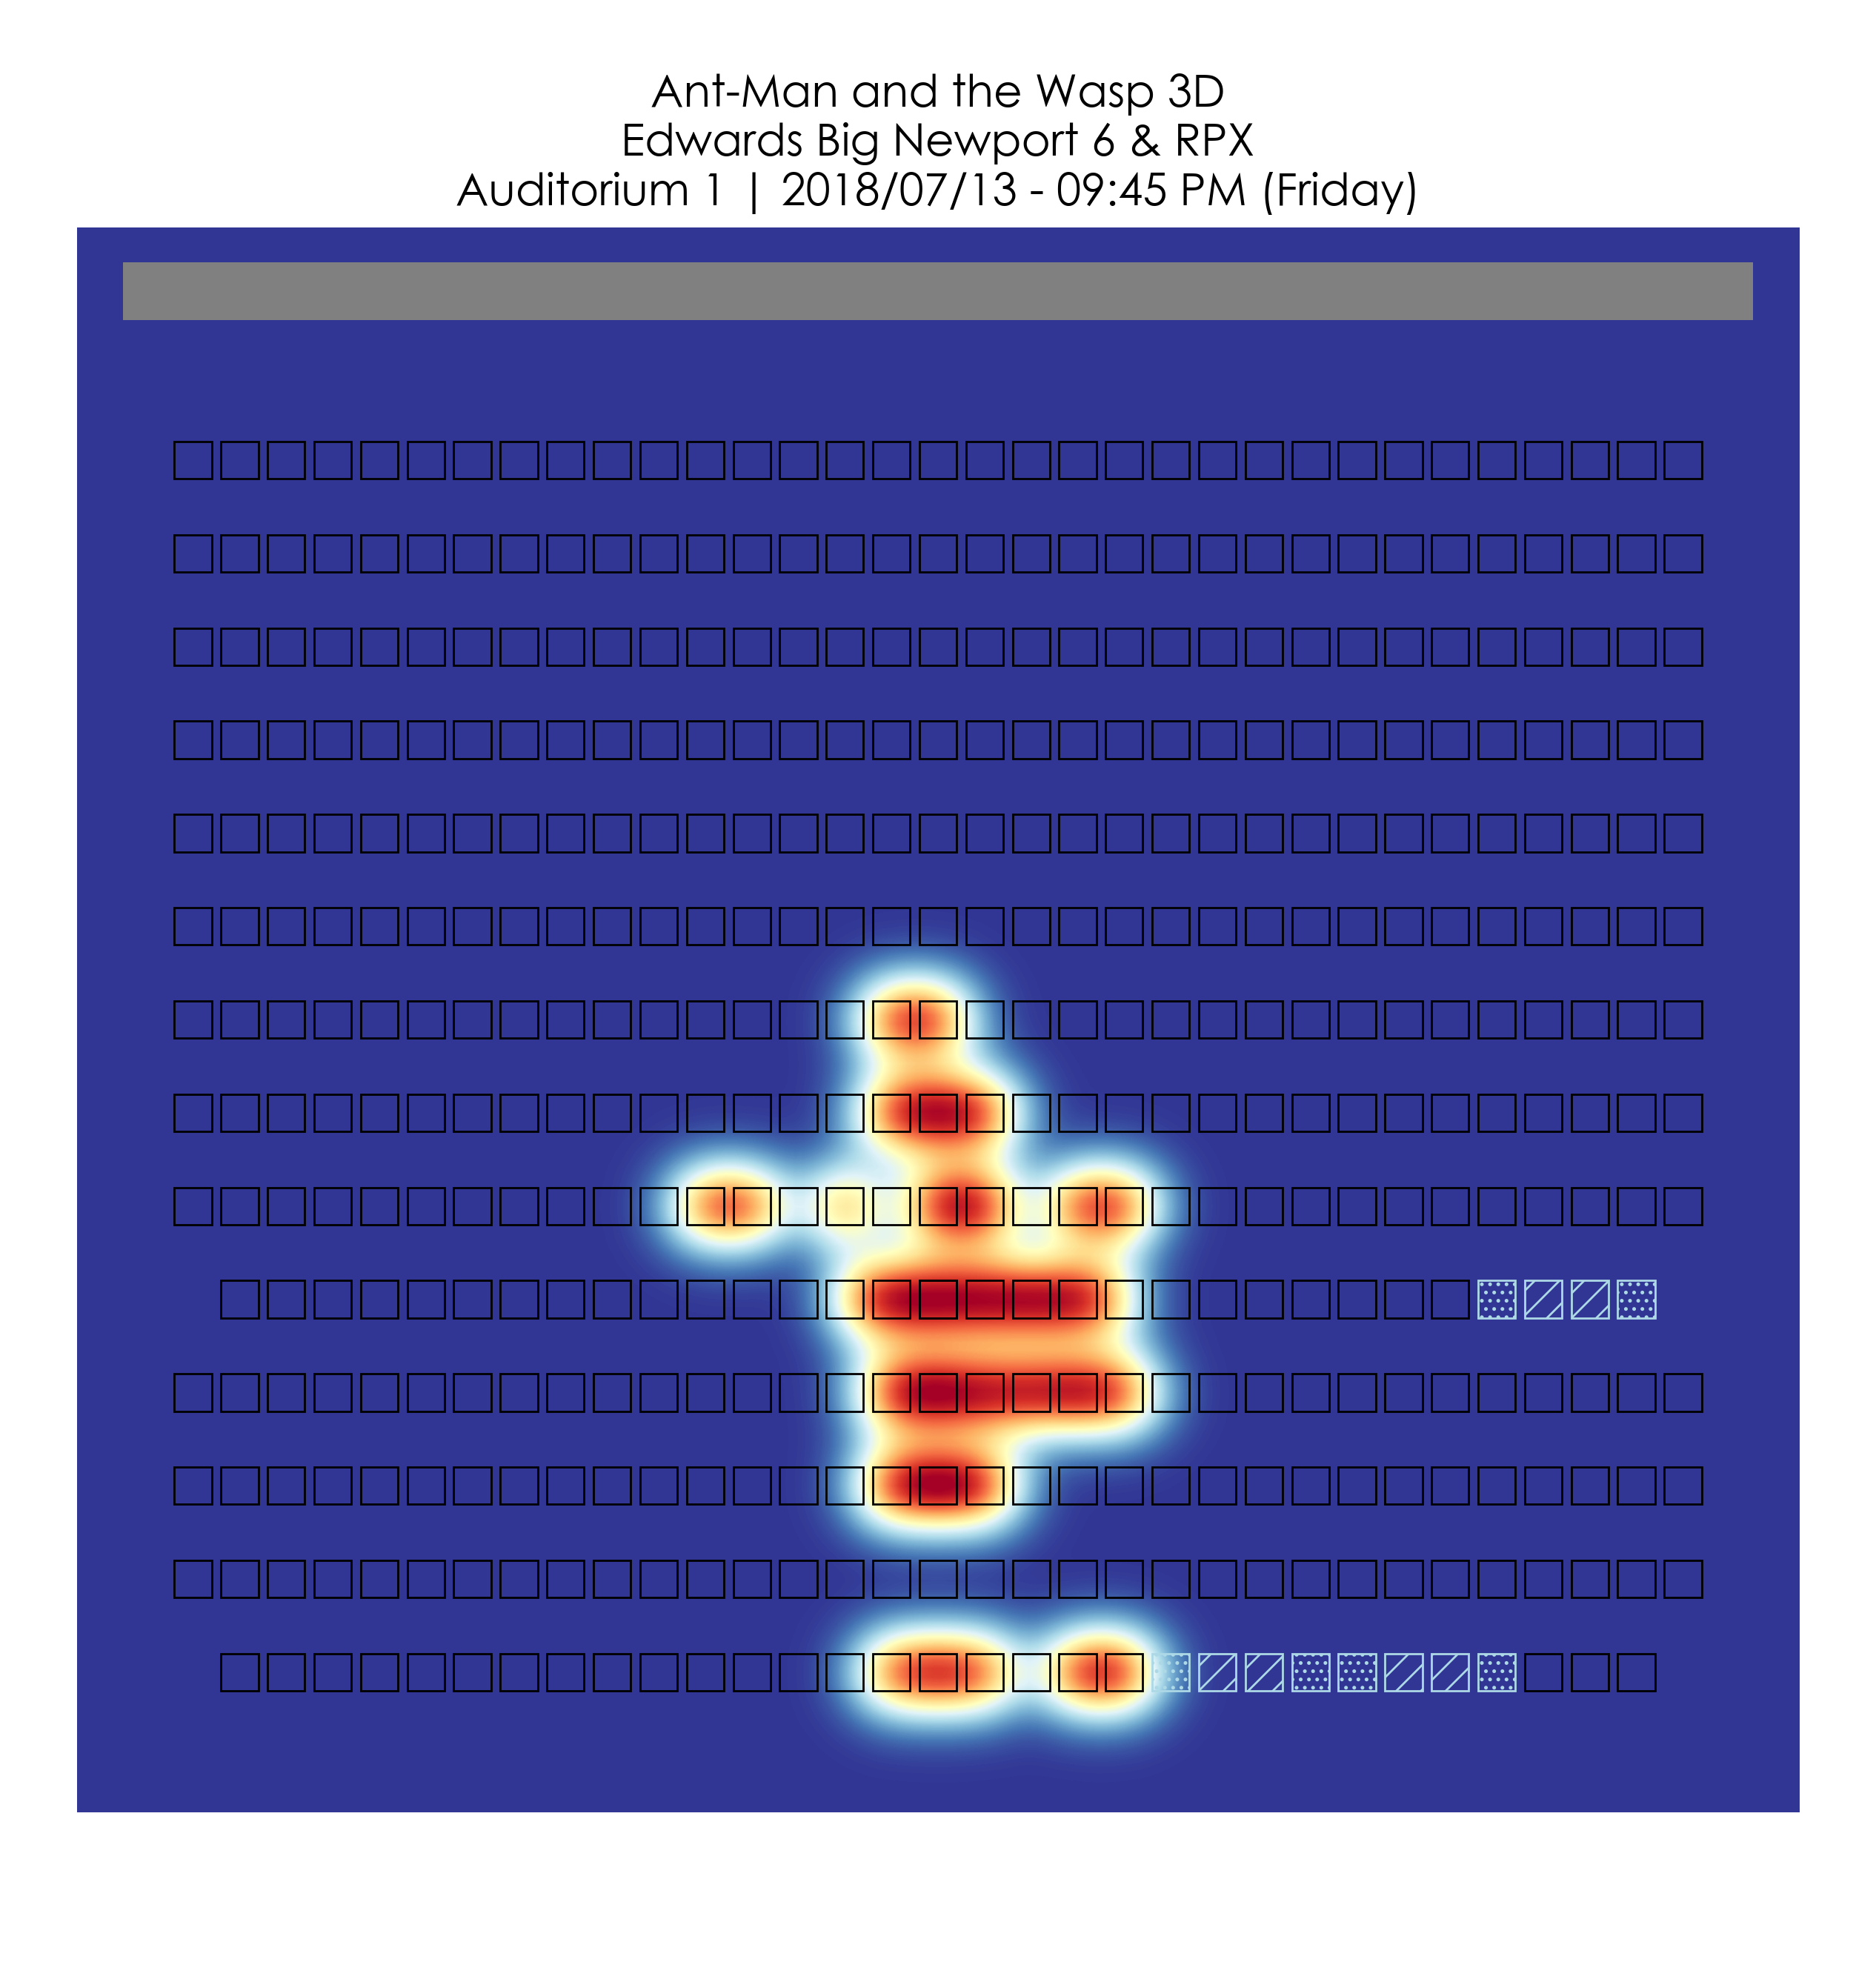 Ant-Man and the Wasp 3D
Edwards Big Newport 6 & RPX
Auditorium 1 | 2018/07/13 - 09:45 PM (Friday)